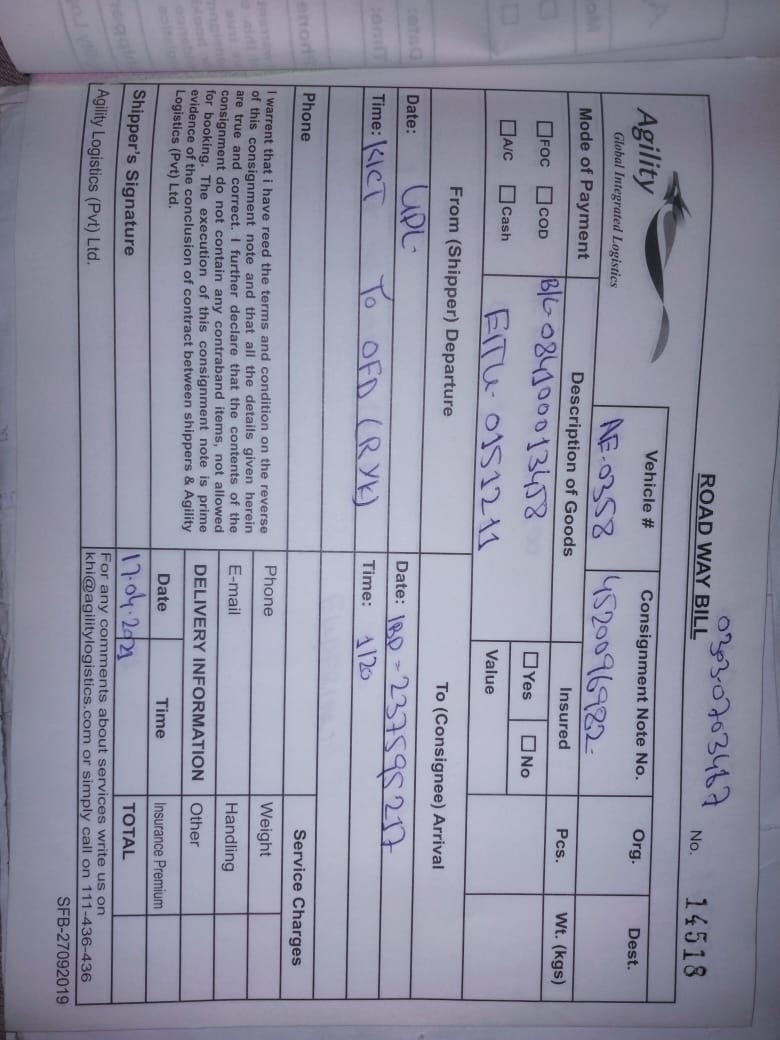 0303-0703467
ROAD WAY BILL
No. 14518
Agility
Global Integrated Logistics
Vehicle #
AE-0358
Consignment Note No.
4520096982
Org.
Dest.
Mode of Payment
FOC COD
A/C Cash
Description of Goods
B/L-084100013458
EITU-0151211
Insured
Yes No
Value
Pcs.
Wt. (kgs)
From (Shipper) Departure
To (Consignee) Arrival
Date: UPL
Date: IBD-237595217
Time: KICT To OFD (RYK)
Time: 1/20
Phone
Service Charges
I warrent that i have reed the terms and condition on the reverse
of this consignment note and that all the details given herein
are true and correct. I further declare that the contents of the
consignment do not contain any contraband items, not allowed
for booking. The execution of this consignment note is prime
evidence of the conclusion of contract between shippers & Agility
Logistics (Pvt) Ltd.
Phone
E-mail
Weight
Handling
DELIVERY INFORMATION
Other
Date Time
Insurance Premium
Shipper's Signature
17-04-2021
TOTAL
Agility Logistics (Pvt) Ltd.
For any comments about services write us on
khi@agilitylogistics.com or simply call on 111-436-436
SFB-27092019